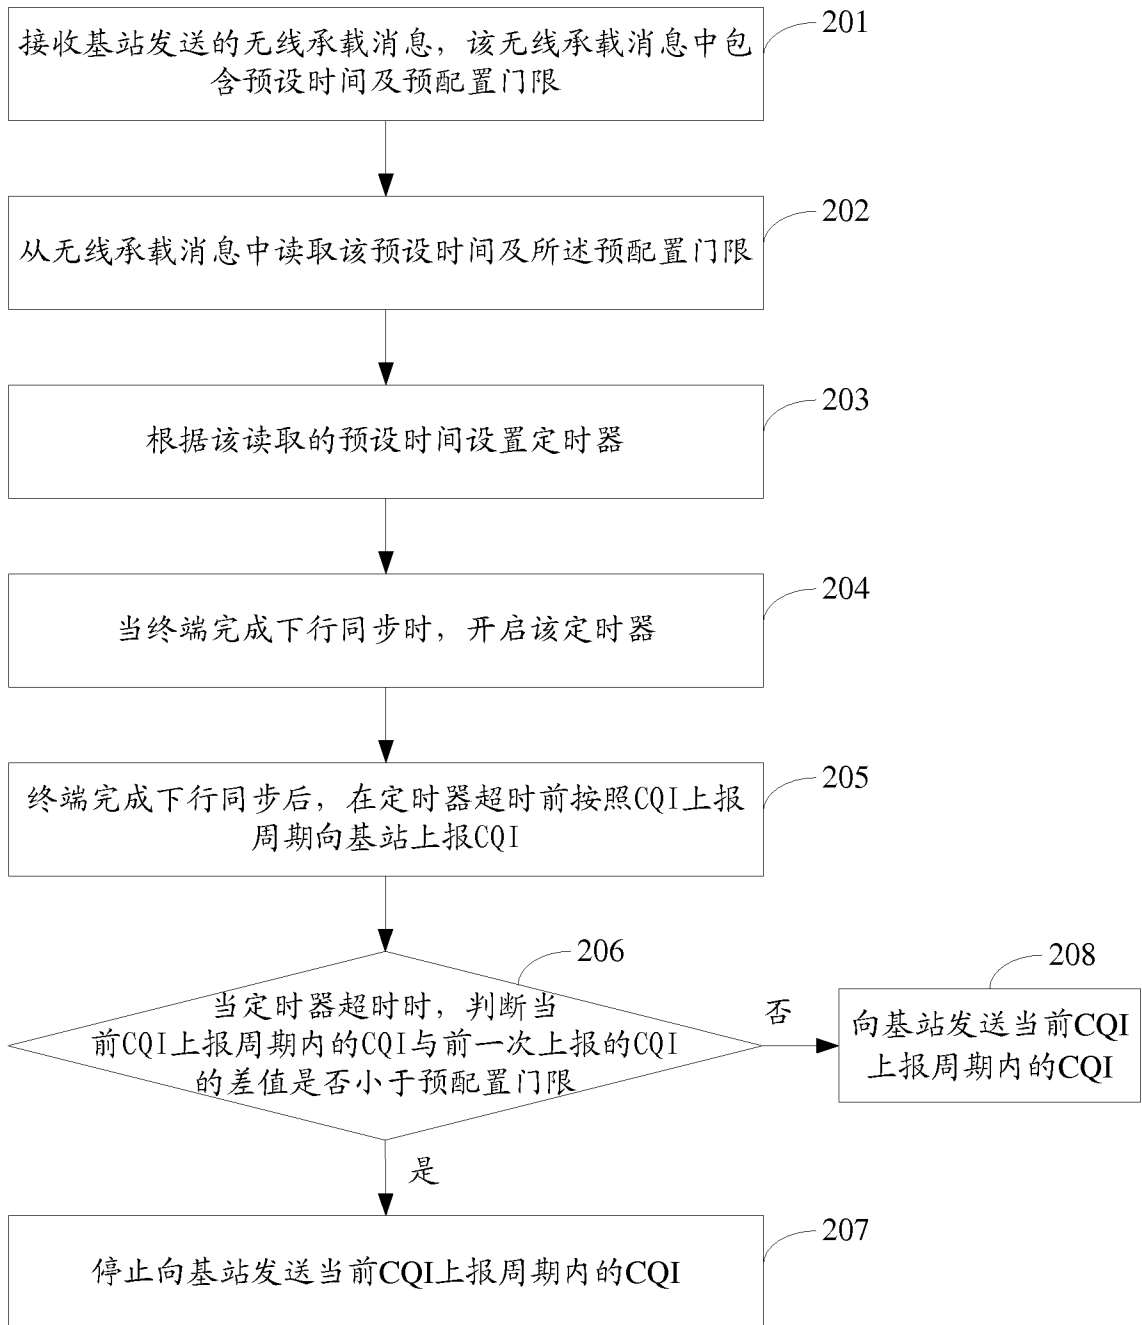 接收基站发送的无线承载消息，该无线承载消息中包
含预设时间及预配置门限
201
从无线承载消息中读取该预设时间及所述预配置门限
202
根据该读取的预设时间设置定时器
203
当终端完成下行同步时，开启该定时器
204
终端完成下行同步后，在定时器超时前按照CQI上报
周期向基站上报CQI
205
当定时器超时时，判断当
前CQI上报周期内的CQI与前一次上报的CQI
的差值是否小于预配置门限
206
否
向基站发送当前CQI
上报周期内的CQI
208
是
停止向基站发送当前CQI上报周期内的CQI
207